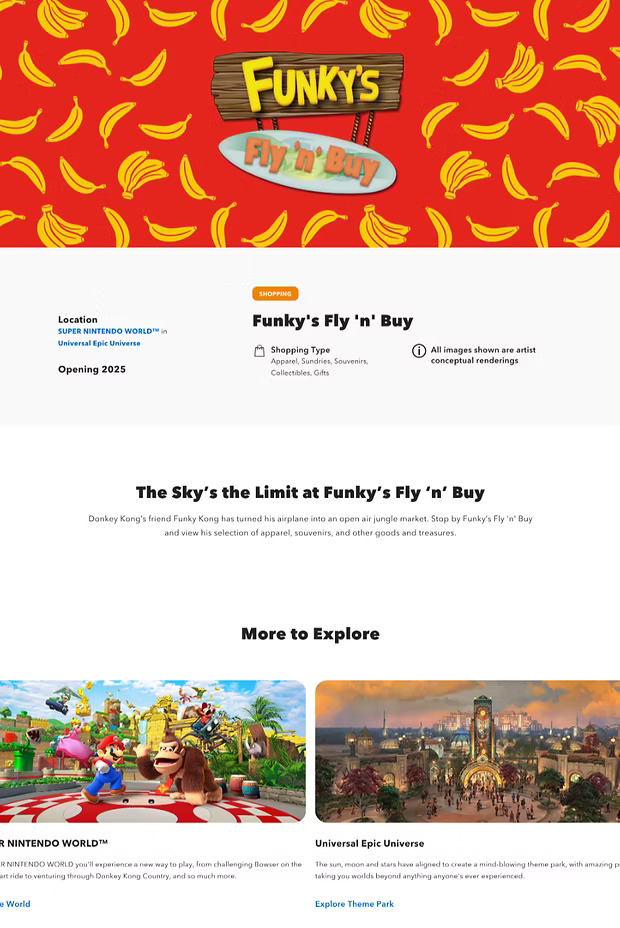 FUNKY'S
Fly 'n' Buy
SHOPPING
Funky's Fly 'n' Buy
Location
SUPER NINTENDO WORLD™ in
Universal Epic Universe
Opening 2025
Shopping Type
Apparel, Sundries, Souvenirs,
Collectibles, Gifts
All images shown are artist
conceptual renderings
The Sky’s the Limit at Funky’s Fly ‘n’ Buy
Donkey Kong's friend Funky Kong has turned his airplane into an open air jungle market. Stop by Funky's Fly 'n' Buy
and view his selection of apparel, souvenirs, and other goods and treasures.
More to Explore
R NINTENDO WORLD™
ER NINTENDO WORLD you'll experience a new way to play, from challenging Bowser on the
art ride to venturing through Donkey Kong Country, and so much more.
e World
Universal Epic Universe
The sun, moon and stars have aligned to create a mind-blowing theme park, with amazing p
taking you worlds beyond anything anyone's ever experienced.
Explore Theme Park